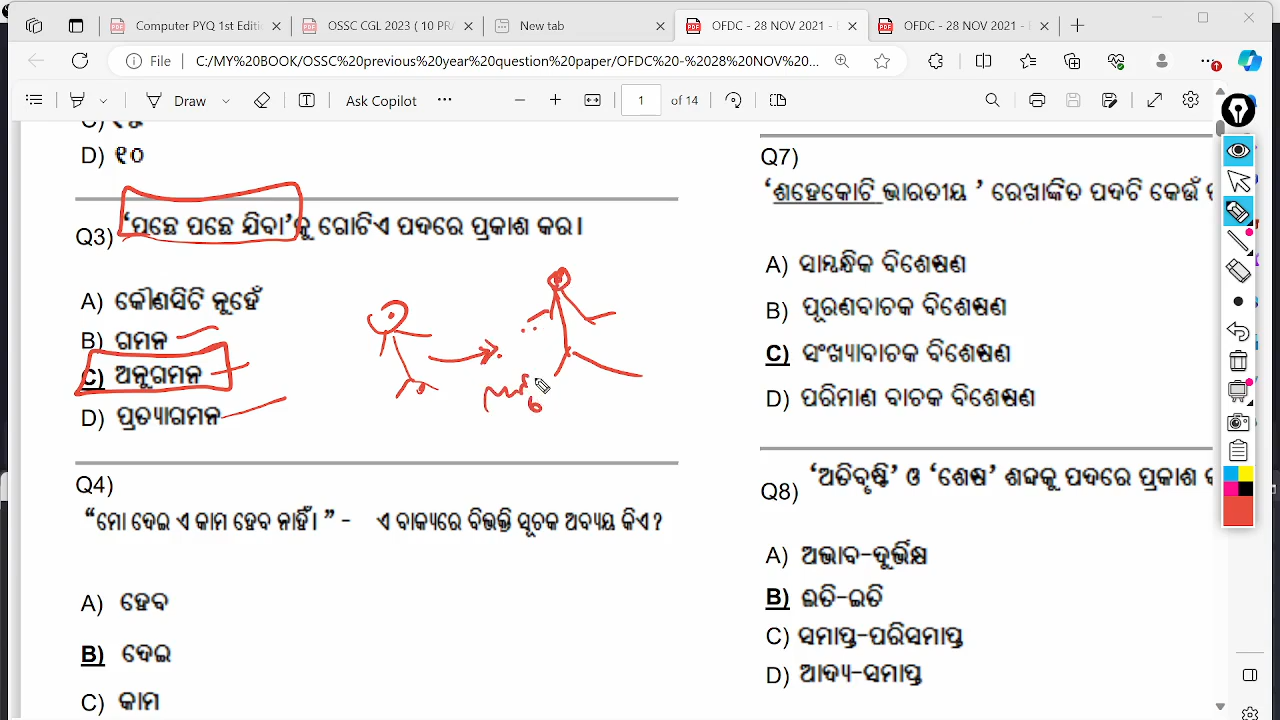 Computer PYQ 1st Editi
OSSC CGL 2023 ( 10 PRA
New tab
OFDC - 28 NOV 2021 -
OFDC - 28 NOV 2021 -
File
C:/MY%20BOOK/OSSC%20previous%20year%20question%20paper/OFDC%20-%2028%20NOV%20...
Draw
Ask Copilot
1 of 14
D) ୧୦
Q3) ‘ପଛେ ପଛେ ଯିବା’କୁ ଗୋଟିଏ ପଦରେ ପ୍ରକାଶ କର।
A) କୌଣସିଟି ନୁହେଁ
B) ଗମନ
C) ଅନୁଗମନ
D) ପ୍ରତ୍ୟାଗମନ
Q4)
“ମୋ ଦେଇ ଏ କାମ ହେବ ନାହିଁ। ” - ଏ ବାକ୍ୟରେ ବିଭକ୍ତି ସୂଚକ ଅବ୍ୟୟ କିଏ ?
A) ହେବ
B) ଦେଇ
C) କାମ
Q7)
‘ଶହେକୋଟି ଭାରତୀୟ ’ ରେଖାଙ୍କିତ ପଦଟି କେଉଁ
A) ସାମ୍ବନ୍ଧିକ ବିଶେଷଣ
B) ପୂରଣବାଚକ ବିଶେଷଣ
C) ସଂଖ୍ୟାବାଚକ ବିଶେଷଣ
D) ପରିମାଣ ବାଚକ ବିଶେଷଣ
Q8) ‘ଅତିବୃଷ୍ଟି’ ଓ ‘ଶେଷ’ ଶବ୍ଦକୁ ପଦରେ ପ୍ରକାଶ
A) ଅଭାବ-ଦୁର୍ଭିକ୍ଷ
B) ଈତି-ଇତି
C) ସମାପ୍ତ-ପରିସମାପ୍ତ
D) ଆଦ୍ୟ-ସମାପ୍ତ